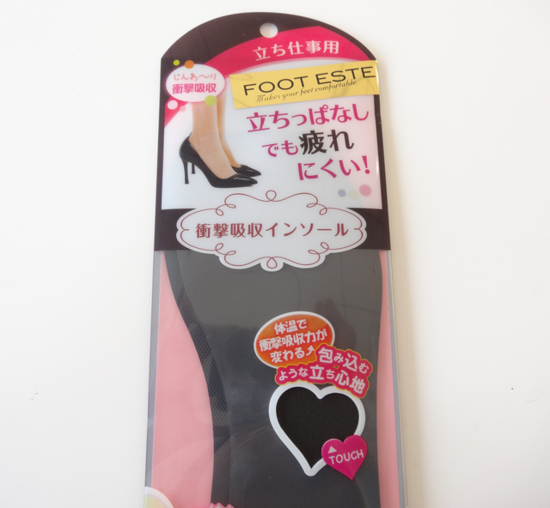 立ち仕事用
じんわ〜り
衝撃吸収
FOOT ESTE
Makes your foot comfortable.
立ちっぱなし
でも疲れ
にくい!
衝撃吸収インソール
体温で
衝撃吸収力が
変わる
包み込む
ような立ち心地
TOUCH